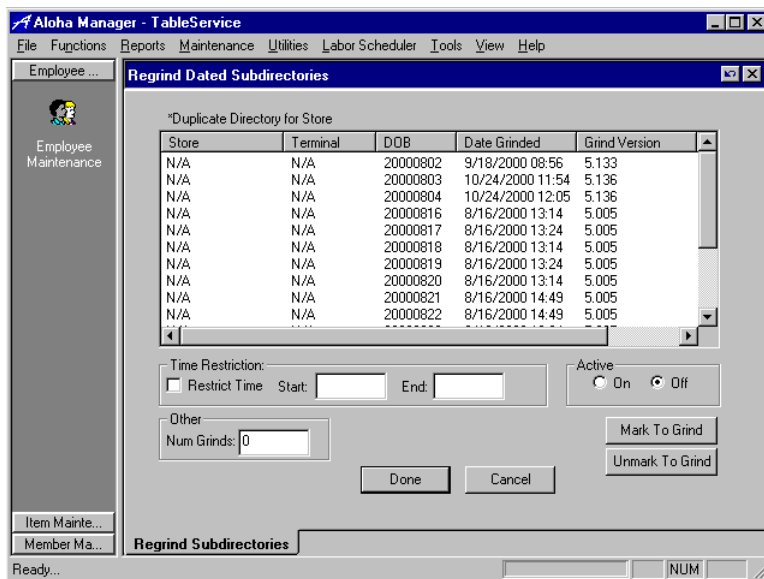 Aloha Manager - TableService
File Functions Reports Maintenance Utilities Labor Scheduler Tools View Help
Employee ...
Regrind Dated Subdirectories
Employee
Maintenance
*Duplicate Directory for Store
Store Terminal DOB Date Grinded Grind Version
N/A N/A 20000802 9/18/2000 08:56 5.133
N/A N/A 20000803 10/24/2000 11:54 5.136
N/A N/A 20000804 10/24/2000 12:05 5.136
N/A N/A 20000816 8/16/2000 13:14 5.005
N/A N/A 20000817 8/16/2000 13:24 5.005
N/A N/A 20000818 8/16/2000 13:14 5.005
N/A N/A 20000819 8/16/2000 13:24 5.005
N/A N/A 20000820 8/16/2000 13:14 5.005
N/A N/A 20000821 8/16/2000 14:49 5.005
N/A N/A 20000822 8/16/2000 14:49 5.005
Time Restriction:
Restrict Time Start: End:
Active
On Off
Other
Num Grinds: 0
Mark To Grind
Unmark To Grind
Done Cancel
Item Mainte...
Member Ma...
Regrind Subdirectories
Ready...
NUM